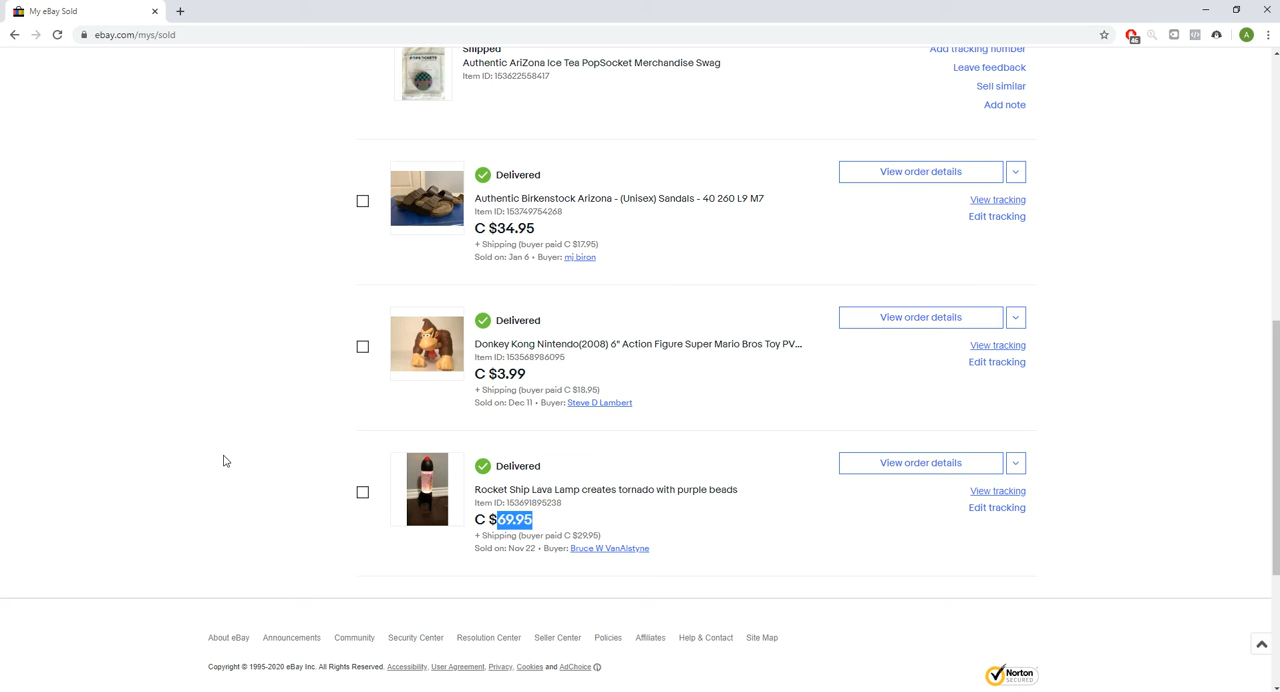 My eBay Sold
ebay.com/mys/sold
46
A
Shipped
Authentic AriZona Ice Tea PopSocket Merchandise Swag
Item ID: 153622558417
Add tracking number
Leave feedback
Sell similar
Add note
Delivered
Authentic Birkenstock Arizona - (Unisex) Sandals - 40 260 L9 M7
Item ID: 153749754268
C $34.95
+ Shipping (buyer paid C $17.95)
Sold on: Jan 6 • Buyer: mj biron
View order details
View tracking
Edit tracking
Delivered
Donkey Kong Nintendo(2008) 6" Action Figure Super Mario Bros Toy PV...
Item ID: 153568986095
C $3.99
+ Shipping (buyer paid C $18.95)
Sold on: Dec 11 • Buyer: Steve D Lambert
View order details
View tracking
Edit tracking
Delivered
Rocket Ship Lava Lamp creates tornado with purple beads
Item ID: 153691895238
C $69.95
+ Shipping (buyer paid C $29.95)
Sold on: Nov 22 • Buyer: Bruce W VanAlstyne
View order details
View tracking
Edit tracking
About eBay Announcements Community Security Center Resolution Center Seller Center Policies Affiliates Help & Contact Site Map
Copyright © 1995-2020 eBay Inc. All Rights Reserved. Accessibility, User Agreement, Privacy, Cookies and AdChoice
Norton
SECURED